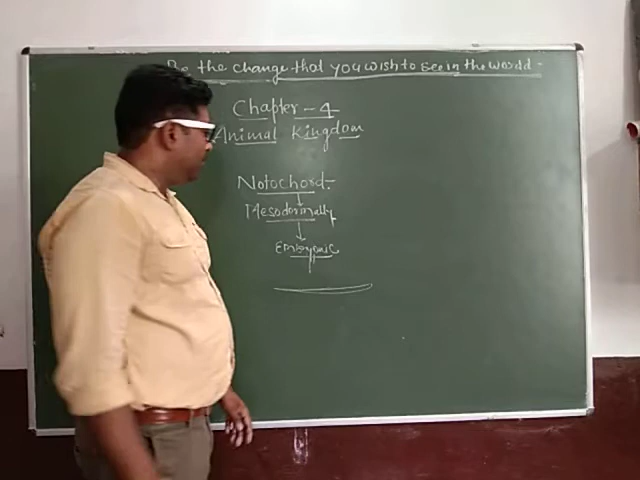 Be the change that you wish to see in the world -
Chapter - 4
Animal Kingdom
Notochord:-
Mesodermally
Embryonic